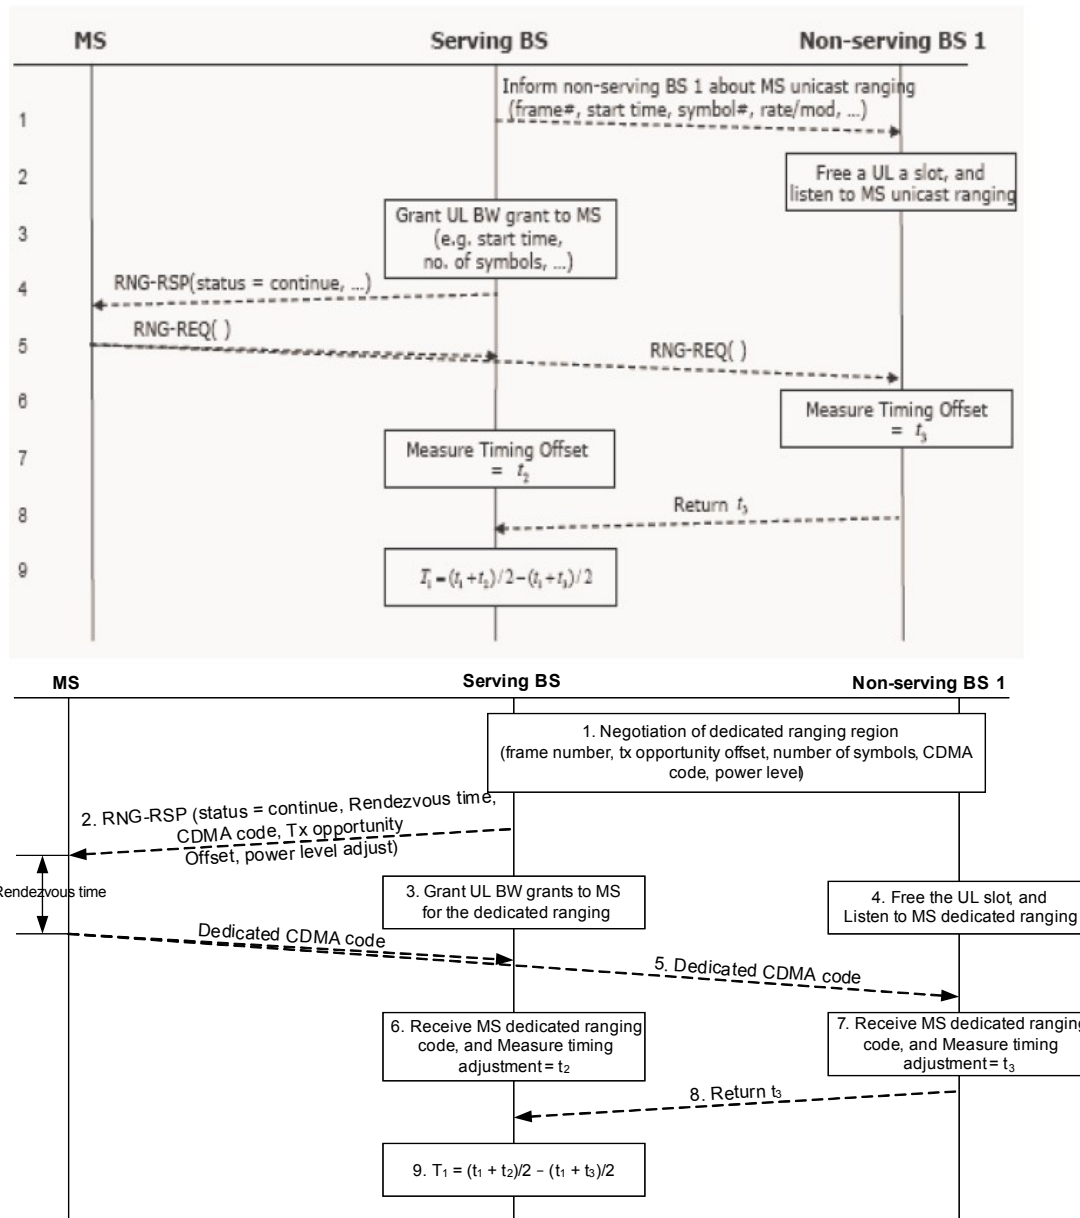 MS Serving BS Non-serving BS 1
Inform non-serving BS 1 about MS unicast ranging
1 (frame#, start time, symbol#, rate/mod, ...)
2 Free a UL a slot, and
listen to MS unicast ranging
Grant UL BW grant to MS
3 (e.g. start time,
no. of symbols, ...)
4 RNG-RSP(status = continue, ...)
RNG-REQ( )
5 RNG-REQ( )
6 Measure Timing Offset
= t₃
7 Measure Timing Offset
= t₂
8 Return t₃
9 T₁ = (t₁+t₂)/2−(t₁+t₃)/2
MS Serving BS Non-serving BS 1
1. Negotiation of dedicated ranging region
(frame number, tx opportunity offset, number of symbols, CDMA
code, power level)
2. RNG-RSP (status = continue, Rendezvous time,
CDMA code, Tx opportunity
Offset, power level adjust)
Rendezvous time
3. Grant UL BW grants to MS
for the dedicated ranging
4. Free the UL slot, and
Listen to MS dedicated ranging
Dedicated CDMA code
5. Dedicated CDMA code
6. Receive MS dedicated ranging
code, and Measure timing
adjustment = t₂
7. Receive MS dedicated ranging
code, and Measure timing
adjustment = t₃
8. Return t₃
9. T₁ = (t₁ + t₂)/2 − (t₁ + t₃)/2